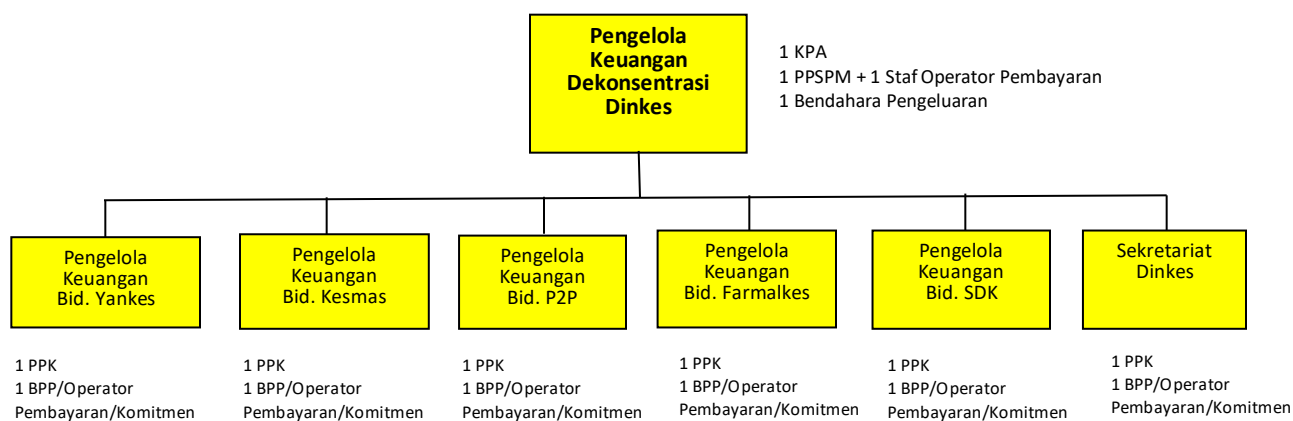 Pengelola
Keuangan
Dekonsentrasi
Dinkes
1 KPA
1 PPSPM + 1 Staf Operator Pembayaran
1 Bendahara Pengeluaran
Pengelola
Keuangan
Bid. Yankes
Pengelola
Keuangan
Bid. Kesmas
Pengelola
Keuangan
Bid. P2P
Pengelola
Keuangan
Bid. Farmalkes
Pengelola
Keuangan
Bid. SDK
Sekretariat
Dinkes
1 PPK
1 BPP/Operator
Pembayaran/Komitmen
1 PPK
1 BPP/Operator
Pembayaran/Komitmen
1 PPK
1 BPP/Operator
Pembayaran/Komitmen
1 PPK
1 BPP/Operator
Pembayaran/Komitmen
1 PPK
1 BPP/Operator
Pembayaran/Komitmen
1 PPK
1 BPP/Operator
Pembayaran/Komitmen